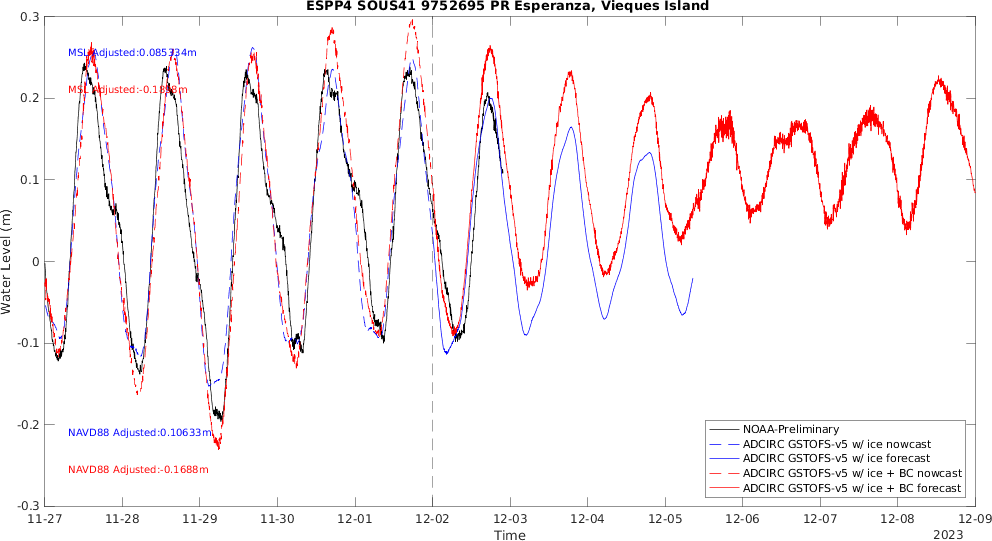 ESPP4 SOUS41 9752695 PR Esperanza, Vieques Island
0.3
0.2
0.1
0
-0.1
-0.2
-0.3
Water Level (m)
MSL Adjusted:0.085334m
MSL Adjusted:-0.1898m
NAVD88 Adjusted:0.10633m
NAVD88 Adjusted:-0.1688m
NOAA-Preliminary
ADCIRC GSTOFS-v5 w/ ice nowcast
ADCIRC GSTOFS-v5 w/ ice forecast
ADCIRC GSTOFS-v5 w/ ice + BC nowcast
ADCIRC GSTOFS-v5 w/ ice + BC forecast
11-27 11-28 11-29 11-30 12-01 12-02 12-03 12-04 12-05 12-06 12-07 12-08 12-09
Time
2023